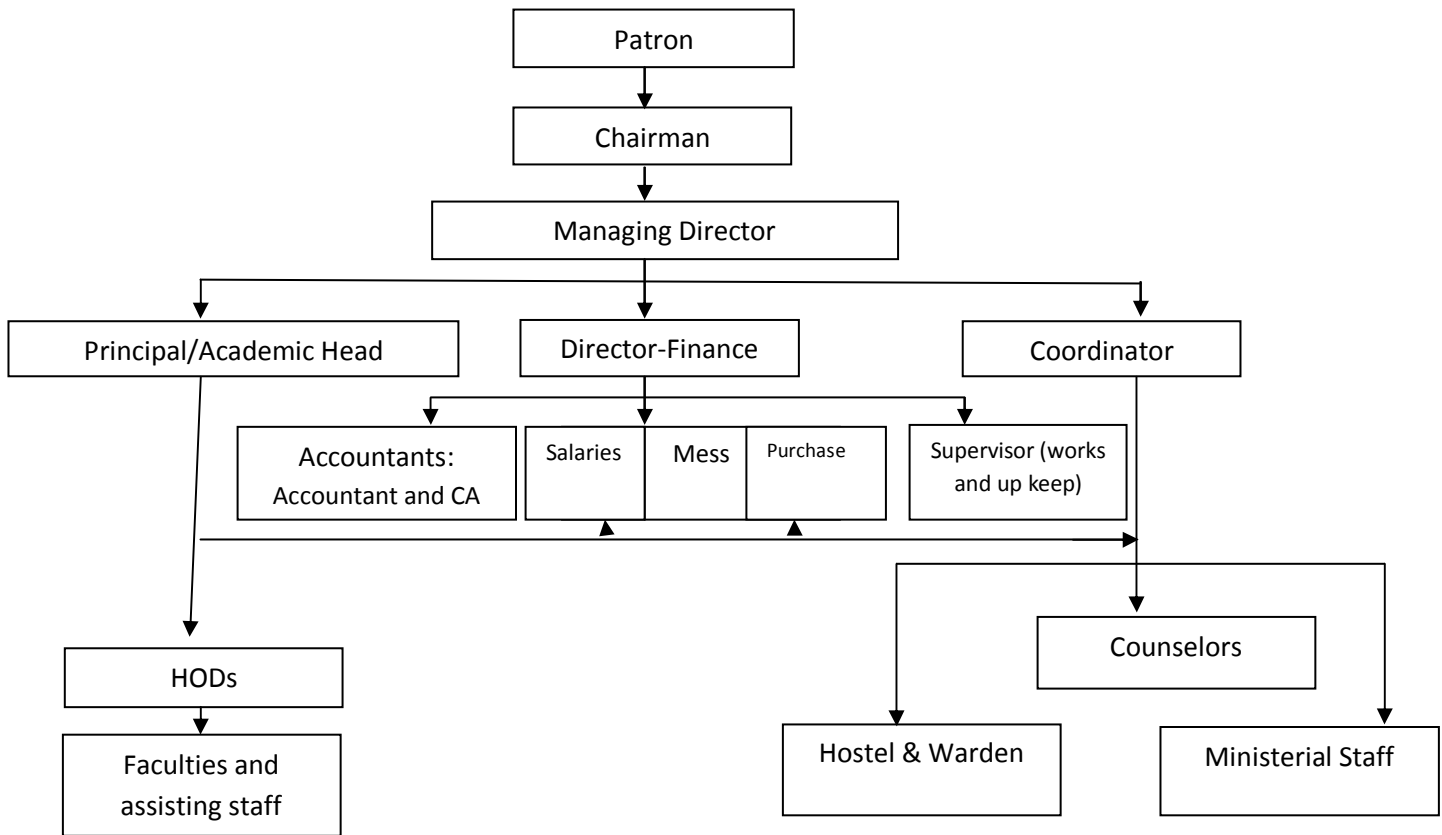 Patron
Chairman
Managing Director
Principal/Academic Head
Director-Finance
Coordinator
Accountants:
Accountant and CA
Salaries
Mess
Purchase
Supervisor (works
and up keep)
Counselors
HODs
Hostel & Warden
Ministerial Staff
Faculties and
assisting staff